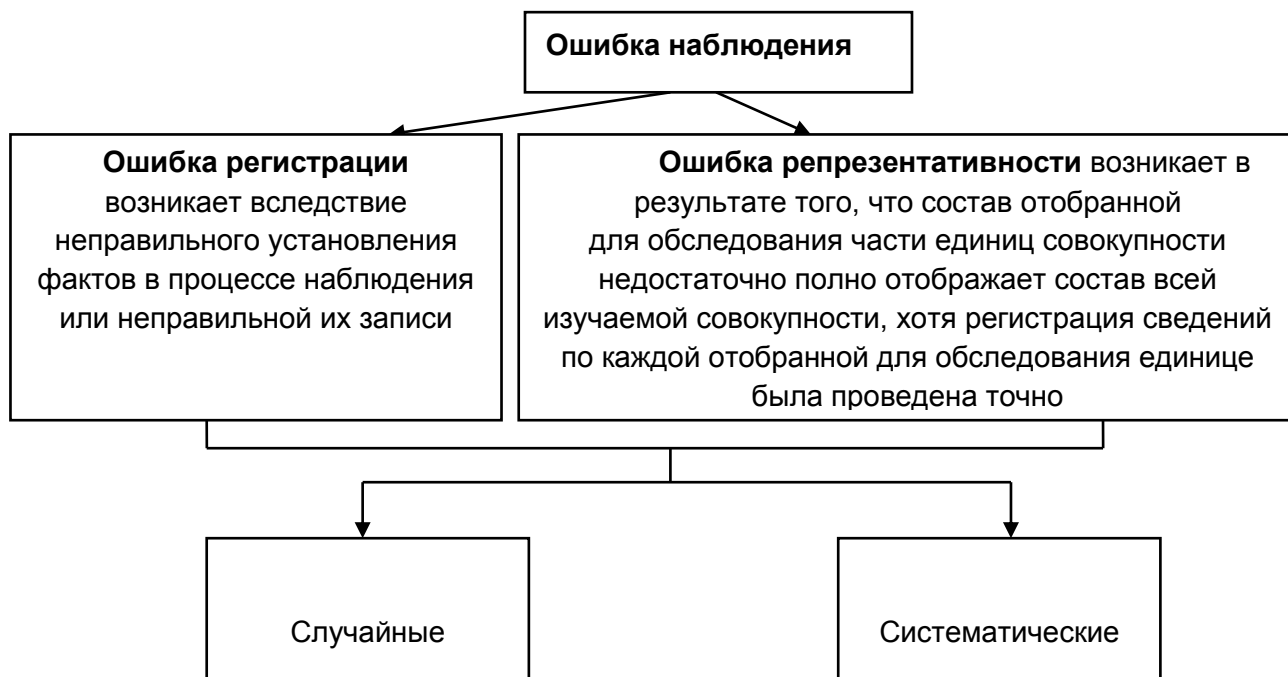 Ошибка наблюдения
Ошибка регистрации
возникает вследствие
неправильного установления
фактов в процессе наблюдения
или неправильной их записи
Ошибка репрезентативности возникает в
результате того, что состав отобранной
для обследования части единиц совокупности
недостаточно полно отображает состав всей
изучаемой совокупности, хотя регистрация сведений
по каждой отобранной для обследования единице
была проведена точно
Случайные
Систематические